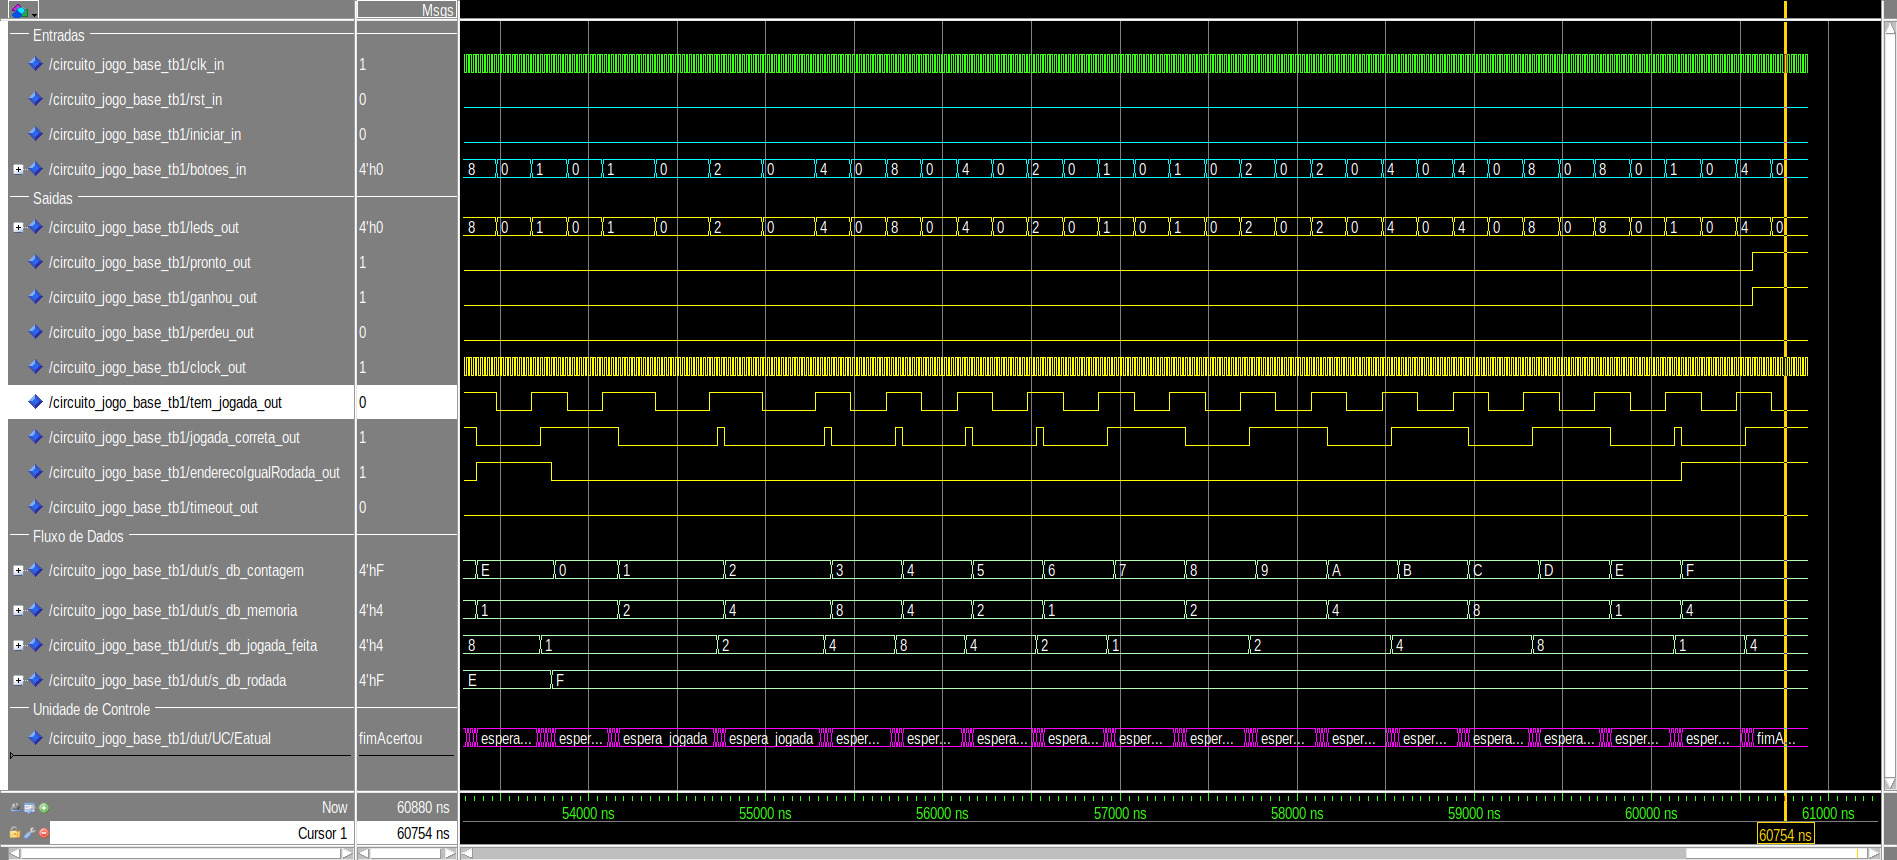 Msgs
Entradas
/circuito_jogo_base_tb1/clk_in 1
/circuito_jogo_base_tb1/rst_in 0
/circuito_jogo_base_tb1/iniciar_in 0
/circuito_jogo_base_tb1/botoes_in 4'h0 8 0 1 0 1 0 2 0 4 0 8 0 4 0 2 0 1 0 1 0 2 0 2 0 4 0 4 0 8 0 8 0 1 0 4 0
Saidas
/circuito_jogo_base_tb1/leds_out 4'h0 8 0 1 0 1 0 2 0 4 0 8 0 4 0 2 0 1 0 1 0 2 0 2 0 4 0 4 0 8 0 8 0 1 0 4 0
/circuito_jogo_base_tb1/pronto_out 1
/circuito_jogo_base_tb1/ganhou_out 1
/circuito_jogo_base_tb1/perdeu_out 0
/circuito_jogo_base_tb1/clock_out 1
/circuito_jogo_base_tb1/tem_jogada_out 0
/circuito_jogo_base_tb1/jogada_correta_out 1
/circuito_jogo_base_tb1/enderecoIgualRodada_out 1
/circuito_jogo_base_tb1/timeout_out 0
Fluxo de Dados
/circuito_jogo_base_tb1/dut/s_db_contagem 4'hF E 0 1 2 3 4 5 6 7 8 9 A B C D E F
/circuito_jogo_base_tb1/dut/s_db_memoria 4'h4 1 2 4 8 4 2 1 2 4 8 1 4
/circuito_jogo_base_tb1/dut/s_db_jogada_feita 4'h4 8 1 2 4 8 4 2 1 2 4 8 1 4
/circuito_jogo_base_tb1/dut/s_db_rodada 4'hF E F
Unidade de Controle
/circuito_jogo_base_tb1/dut/UC/Eatual fimAcertou espera... esper... espera_jogada espera_jogada esper... esper... espera... espera... esper... esper... esper... esper... esper... espera... espera... esper... esper... fimA...
Now 60880 ns 54000 ns 55000 ns 56000 ns 57000 ns 58000 ns 59000 ns 60000 ns 61000 ns
Cursor 1 60754 ns 60754 ns